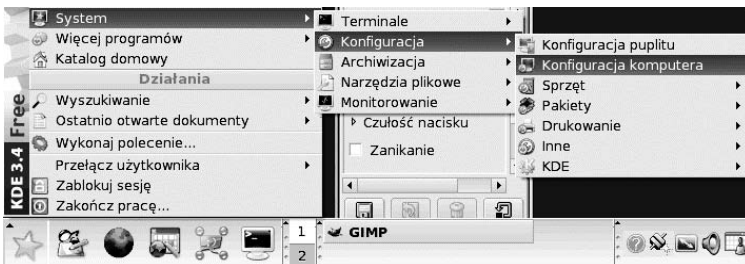 System
Więcej programów
Katalog domowy
Działania
Wyszukiwanie
Ostatnio otwarte dokumenty
Wykonaj polecenie...
Przełącz użytkownika
Zablokuj sesję
Zakończ pracę...
KDE 3.4 Free
Terminale
Konfiguracja
Archiwizacja
Narzędzia plikowe
Monitorowanie
Czułość nacisku
Zanikanie
Konfiguracja puplitu
Konfiguracja komputera
Sprzęt
Pakiety
Drukowanie
Inne
KDE
1
2
GIMP